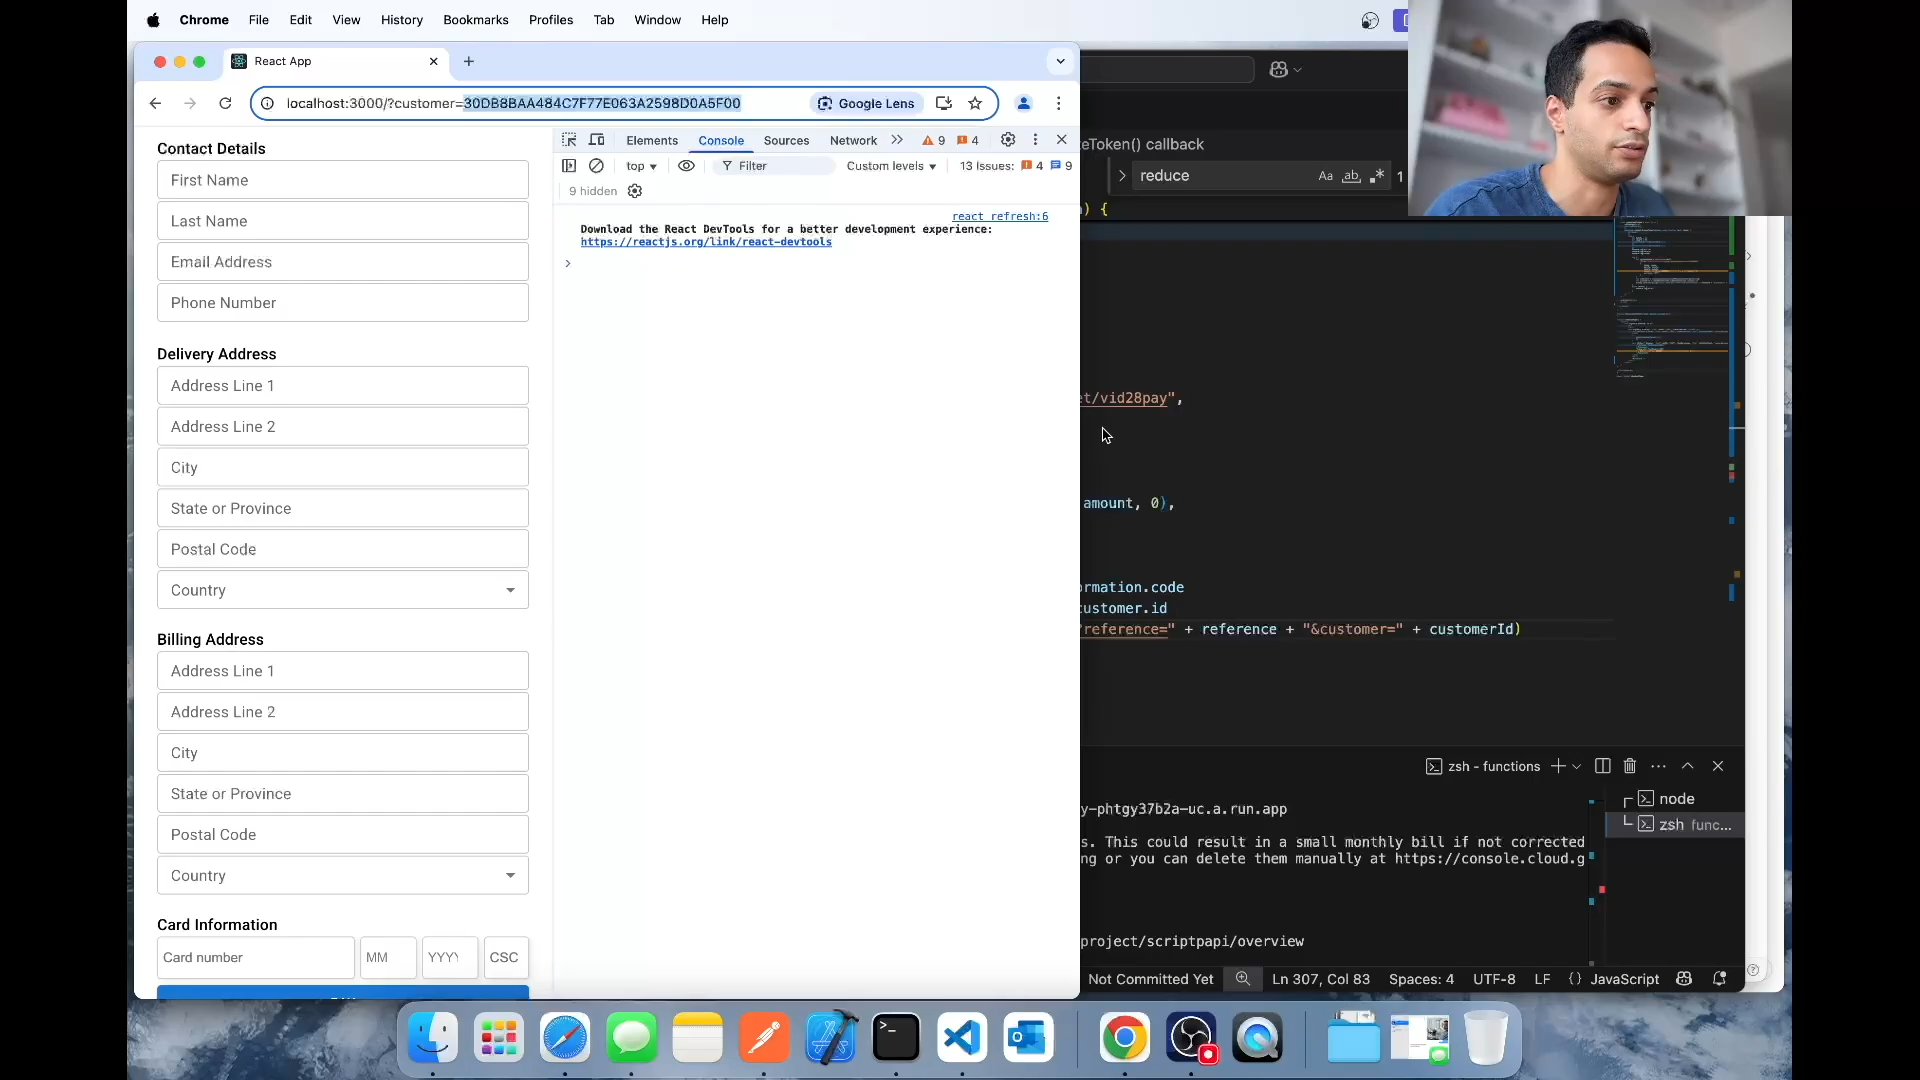 Chrome File Edit View History Bookmarks Profiles Tab Window Help
React App
localhost:3000/?customer=30DB8BAA484C7F77E063A2598D0A5F00
Google Lens
Contact Details
First Name
Last Name
Email Address
Phone Number
Delivery Address
Address Line 1
Address Line 2
City
State or Province
Postal Code
Country
Billing Address
Address Line 1
Address Line 2
City
State or Province
Postal Code
Country
Card Information
Card number MM YYYY CSC
Elements Console Sources Network 9 4
top Filter Custom levels 13 Issues: 4 9
9 hidden
react refresh:6
Download the React DevTools for a better development experience:
https://reactjs.org/link/react-devtools
eToken() callback
reduce Aa ab 1
) {
et/vid28pay",
amount, 0),
ormation.code
customer.id
?reference=" + reference + "&customer=" + customerId)
zsh - functions
node
zsh func...
y-phtgy37b2a-uc.a.run.app
s. This could result in a small monthly bill if not corrected
ng or you can delete them manually at https://console.cloud.g
project/scriptpapi/overview
Not Committed Yet Ln 307, Col 83 Spaces: 4 UTF-8 LF {} JavaScript